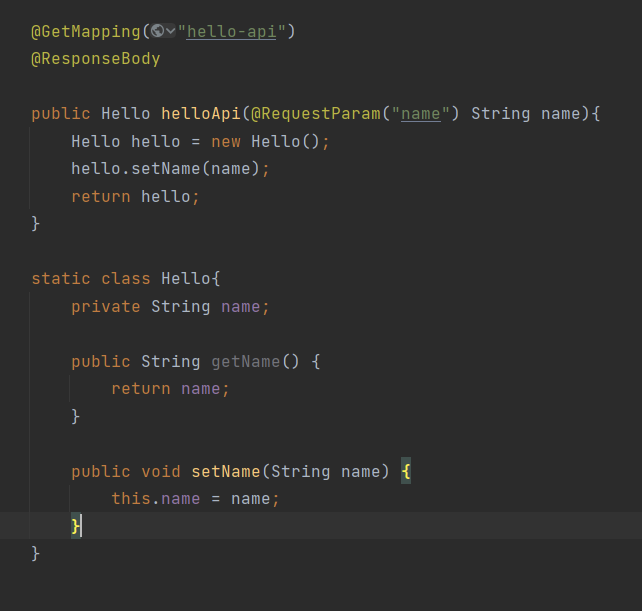 @GetMapping("hello-api")
@ResponseBody
public Hello helloApi(@RequestParam("name") String name){
Hello hello = new Hello();
hello.setName(name);
return hello;
}
static class Hello{
private String name;
public String getName() {
return name;
}
public void setName(String name) {
this.name = name;
}
}